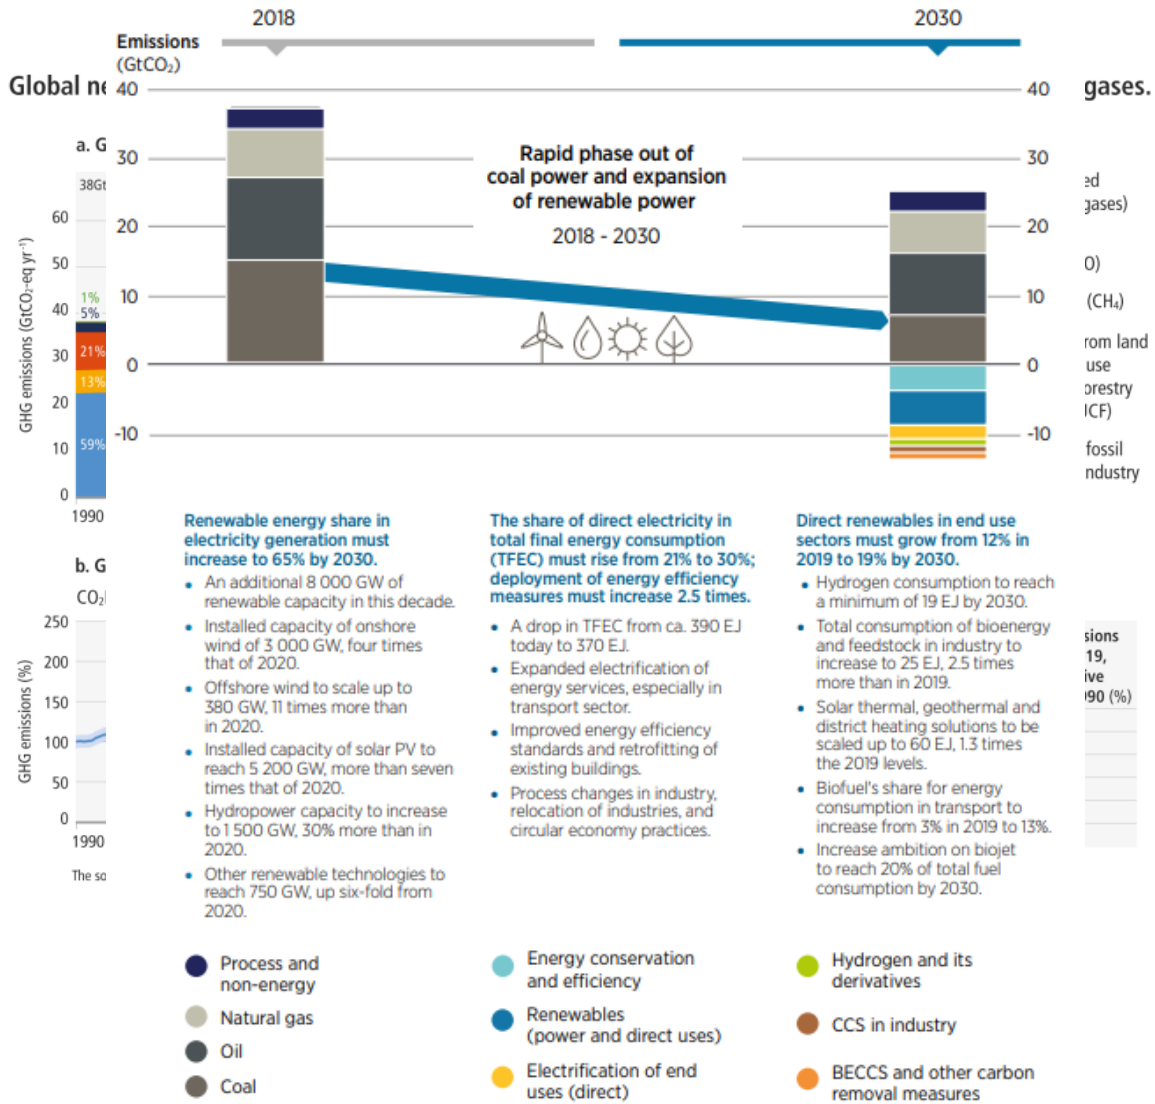 2018
2030
Emissions
(GtCO₂)
Global ne
gases.
40
40
a. G
30
30
Rapid phase out of
coal power and expansion
of renewable power
2018 - 2030
38Gt
ed
gases)
60
20
20
GHG emissions (GtCO₂-eq yr⁻¹)
50
O)
1%
5%
40
10
10
(CH₄)
21%
30
rom land
use
orestry
JCF)
13%
0
0
20
59%
10
-10
-10
fossil
ndustry
0
1990
Renewable energy share in
electricity generation must
increase to 65% by 2030.
• An additional 8 000 GW of
renewable capacity in this decade.
• Installed capacity of onshore
wind of 3 000 GW, four times
that of 2020.
• Offshore wind to scale up to
380 GW, 11 times more than
in 2020.
• Installed capacity of solar PV to
reach 5 200 GW, more than seven
times that of 2020.
• Hydropower capacity to increase
to 1 500 GW, 30% more than in
2020.
• Other renewable technologies to
reach 750 GW, up six-fold from
2020.
The share of direct electricity in
total final energy consumption
(TFEC) must rise from 21% to 30%;
deployment of energy efficiency
measures must increase 2.5 times.
• A drop in TFEC from ca. 390 EJ
today to 370 EJ.
• Expanded electrification of
energy services, especially in
transport sector.
• Improved energy efficiency
standards and retrofitting of
existing buildings.
• Process changes in industry,
relocation of industries, and
circular economy practices.
Direct renewables in end use
sectors must grow from 12% in
2019 to 19% by 2030.
• Hydrogen consumption to reach
a minimum of 19 EJ by 2030.
• Total consumption of bioenergy
and feedstock in industry to
increase to 25 EJ, 2.5 times
more than in 2019.
• Solar thermal, geothermal and
district heating solutions to be
scaled up to 60 EJ, 1.3 times
the 2019 levels.
• Biofuel's share for energy
consumption in transport to
increase from 3% in 2019 to 13%.
• Increase ambition on biojet
to reach 20% of total fuel
consumption by 2030.
b. G
CO₂
GHG emissions (%)
250
200
150
100
50
0
1990
The so
sions
19,
ive
90 (%)
Process and
non-energy
Natural gas
Oil
Coal
Energy conservation
and efficiency
Renewables
(power and direct uses)
Electrification of end
uses (direct)
Hydrogen and its
derivatives
CCS in industry
BECCS and other carbon
removal measures